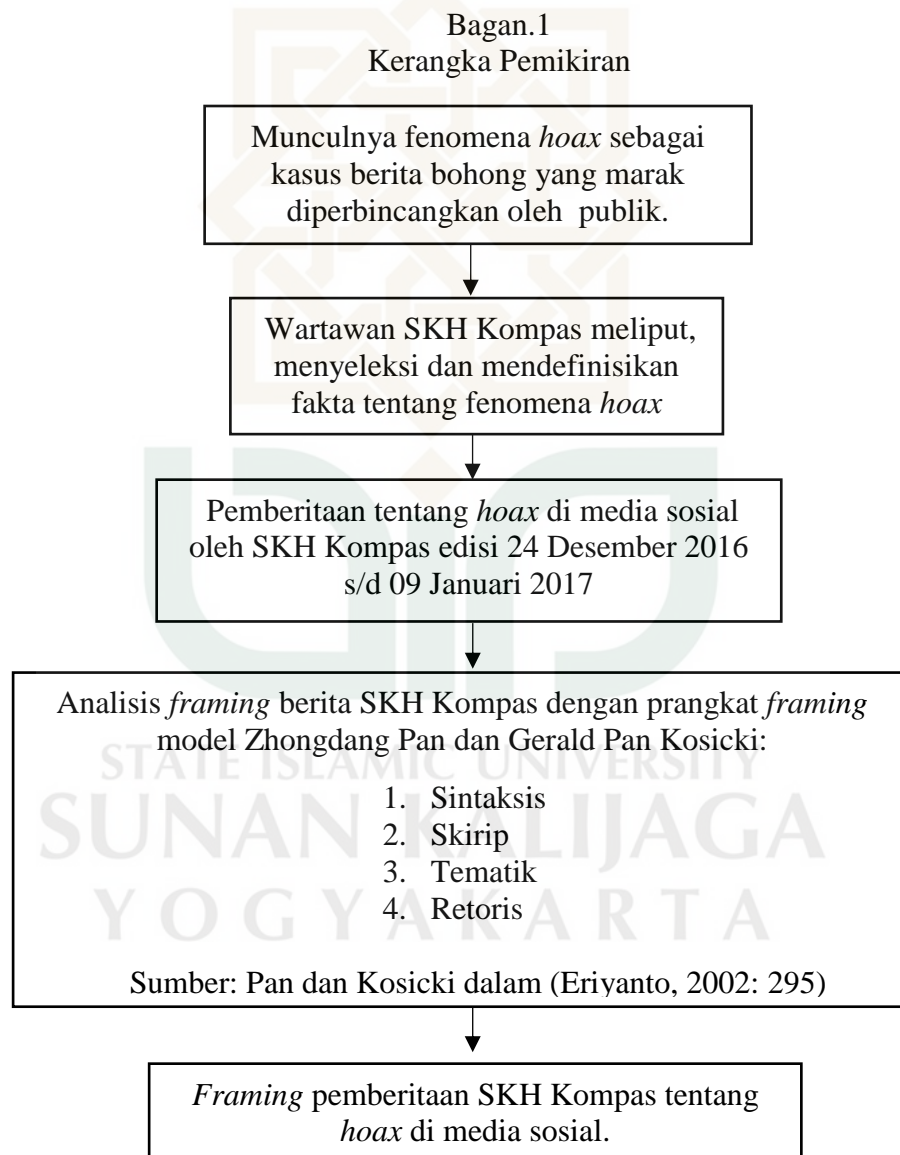 Bagan.1
Kerangka Pemikiran
Munculnya fenomena hoax sebagai
kasus berita bohong yang marak
diperbincangkan oleh  publik.
Wartawan SKH Kompas meliput,
menyeleksi dan mendefinisikan
fakta tentang fenomena hoax
Pemberitaan tentang hoax di media sosial
oleh SKH Kompas edisi 24 Desember 2016
s/d 09 Januari 2017
Analisis framing berita SKH Kompas dengan prangkat framing
model Zhongdang Pan dan Gerald Pan Kosicki:
STATE ISLAMIC UNIVERSITY
1. Sintaksis
SUNAN KALIJAGA
2. Skirip
3. Tematik
YOGYAKARTA
4. Retoris
Sumber: Pan dan Kosicki dalam (Eriyanto, 2002: 295)
Framing pemberitaan SKH Kompas tentang
hoax di media sosial.